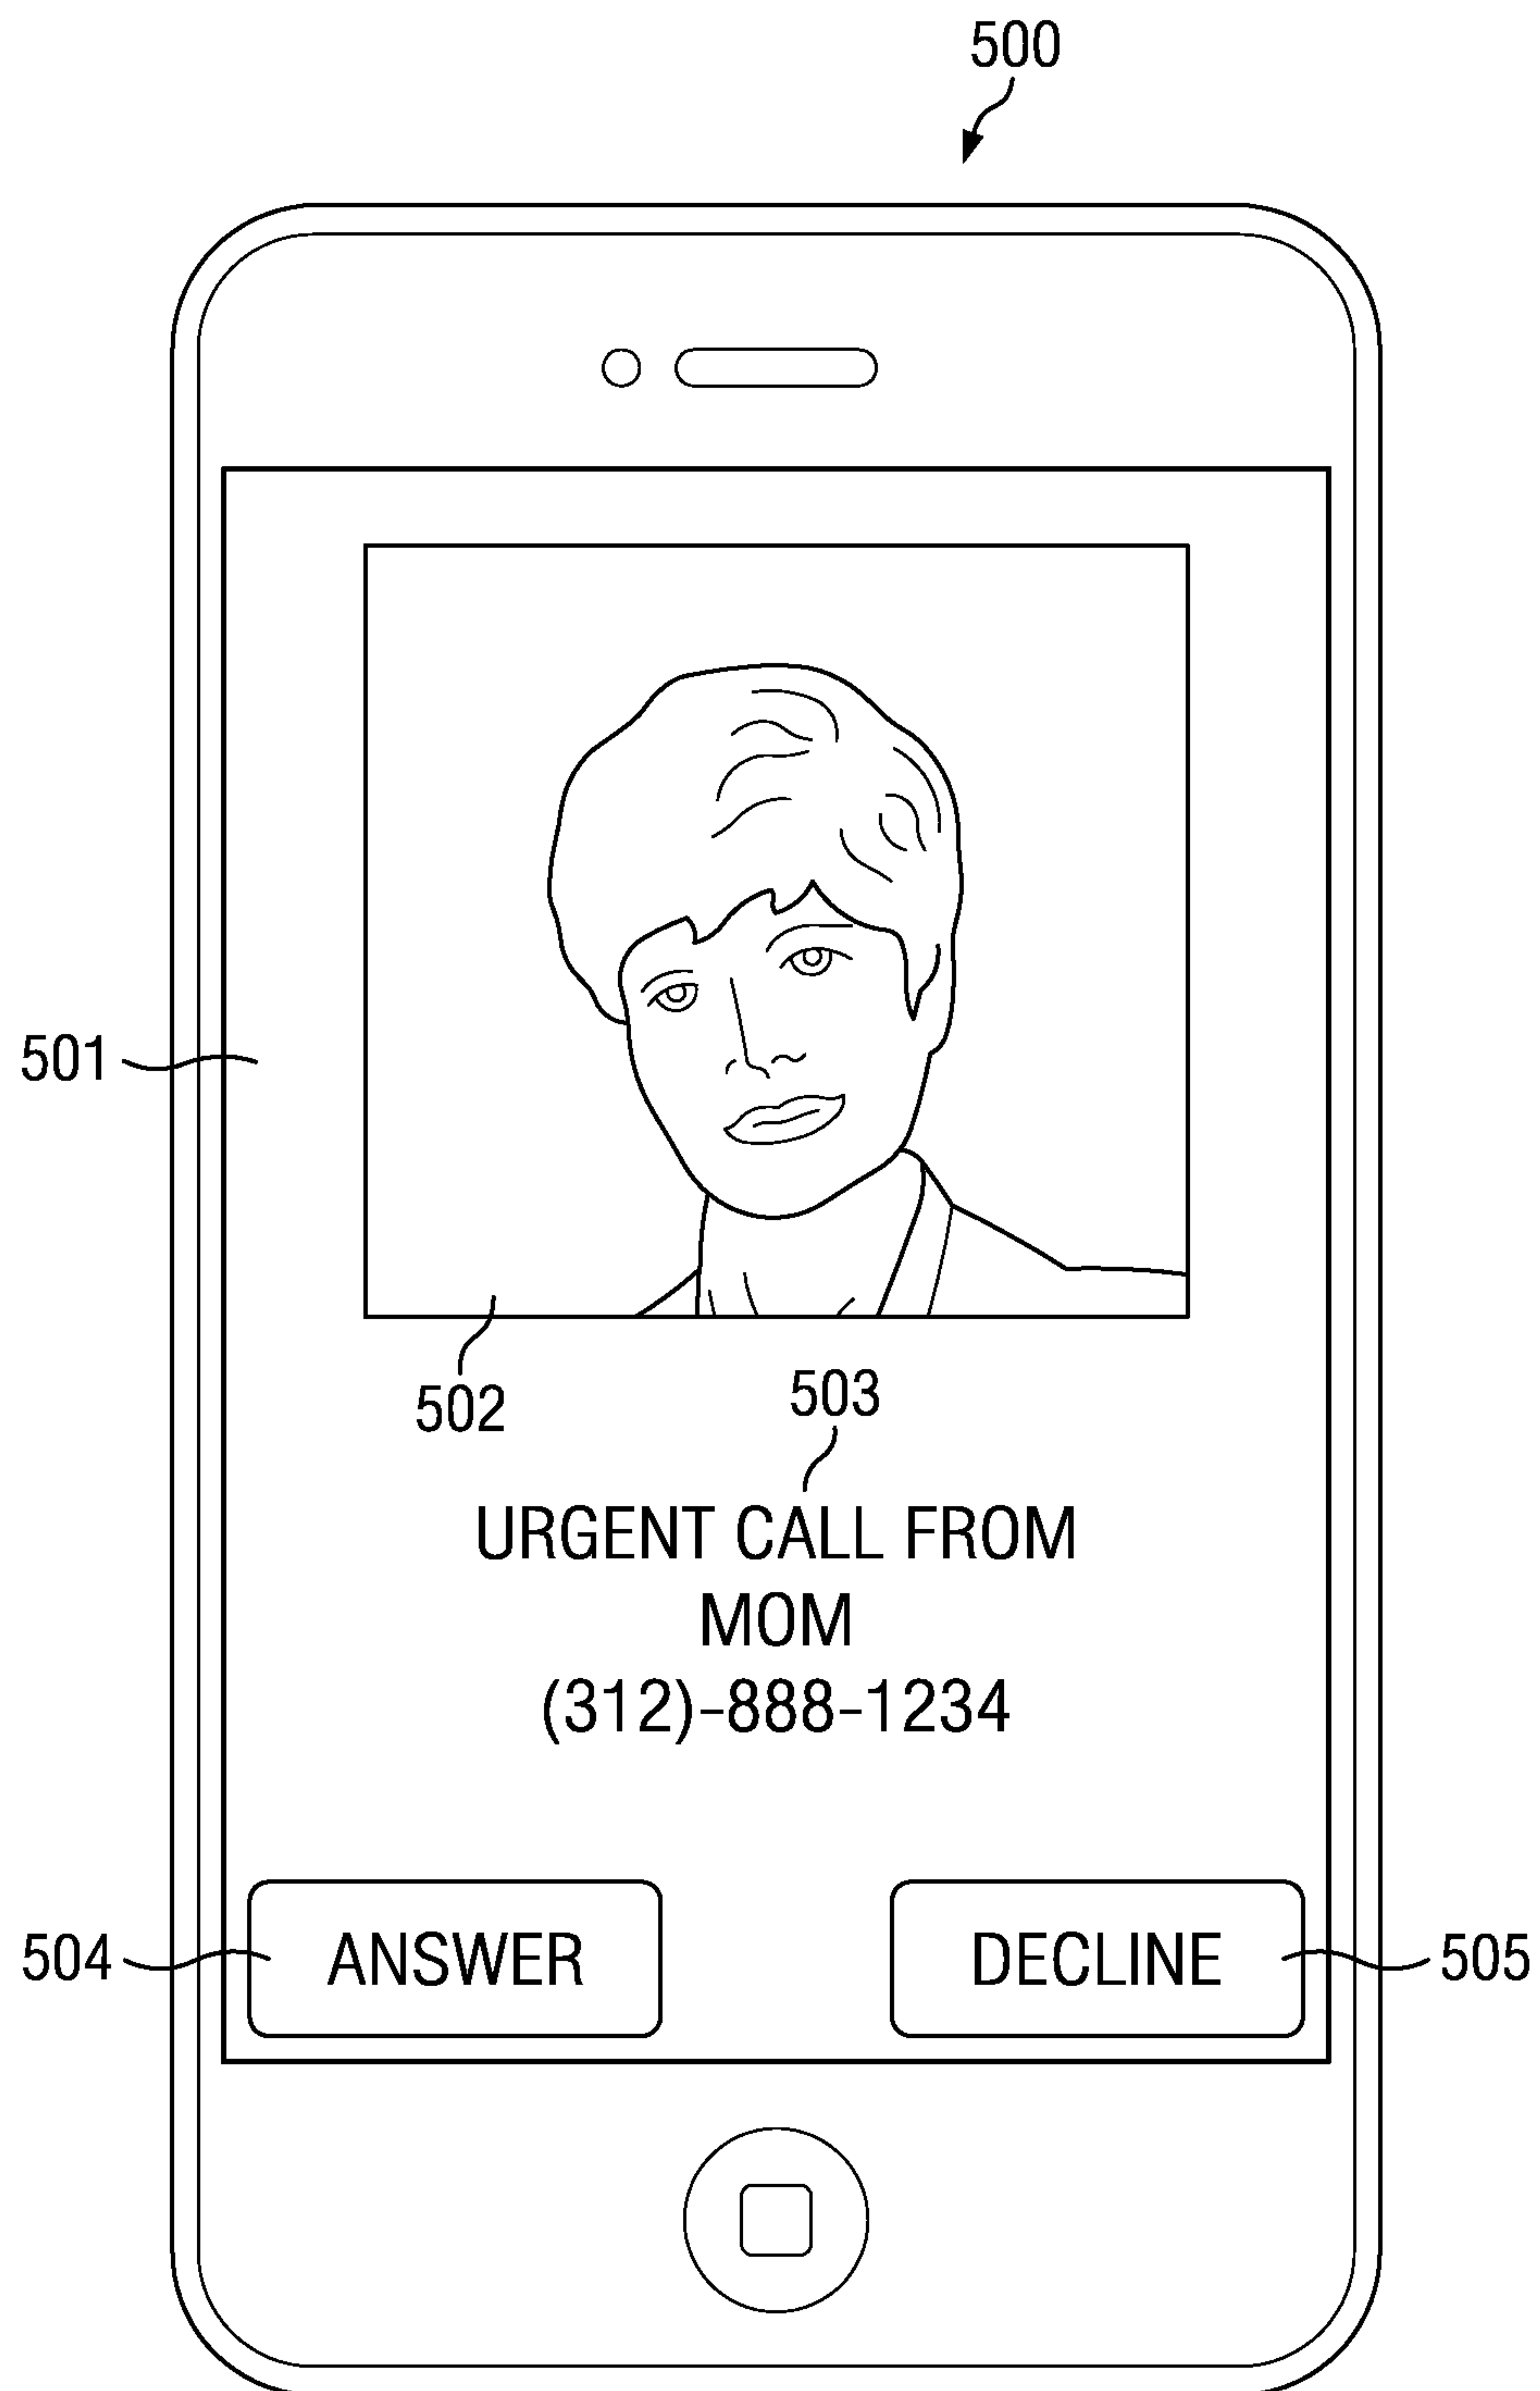 500
501
502
503
URGENT CALL FROM
MOM
(312)-888-1234
504
ANSWER
DECLINE
505